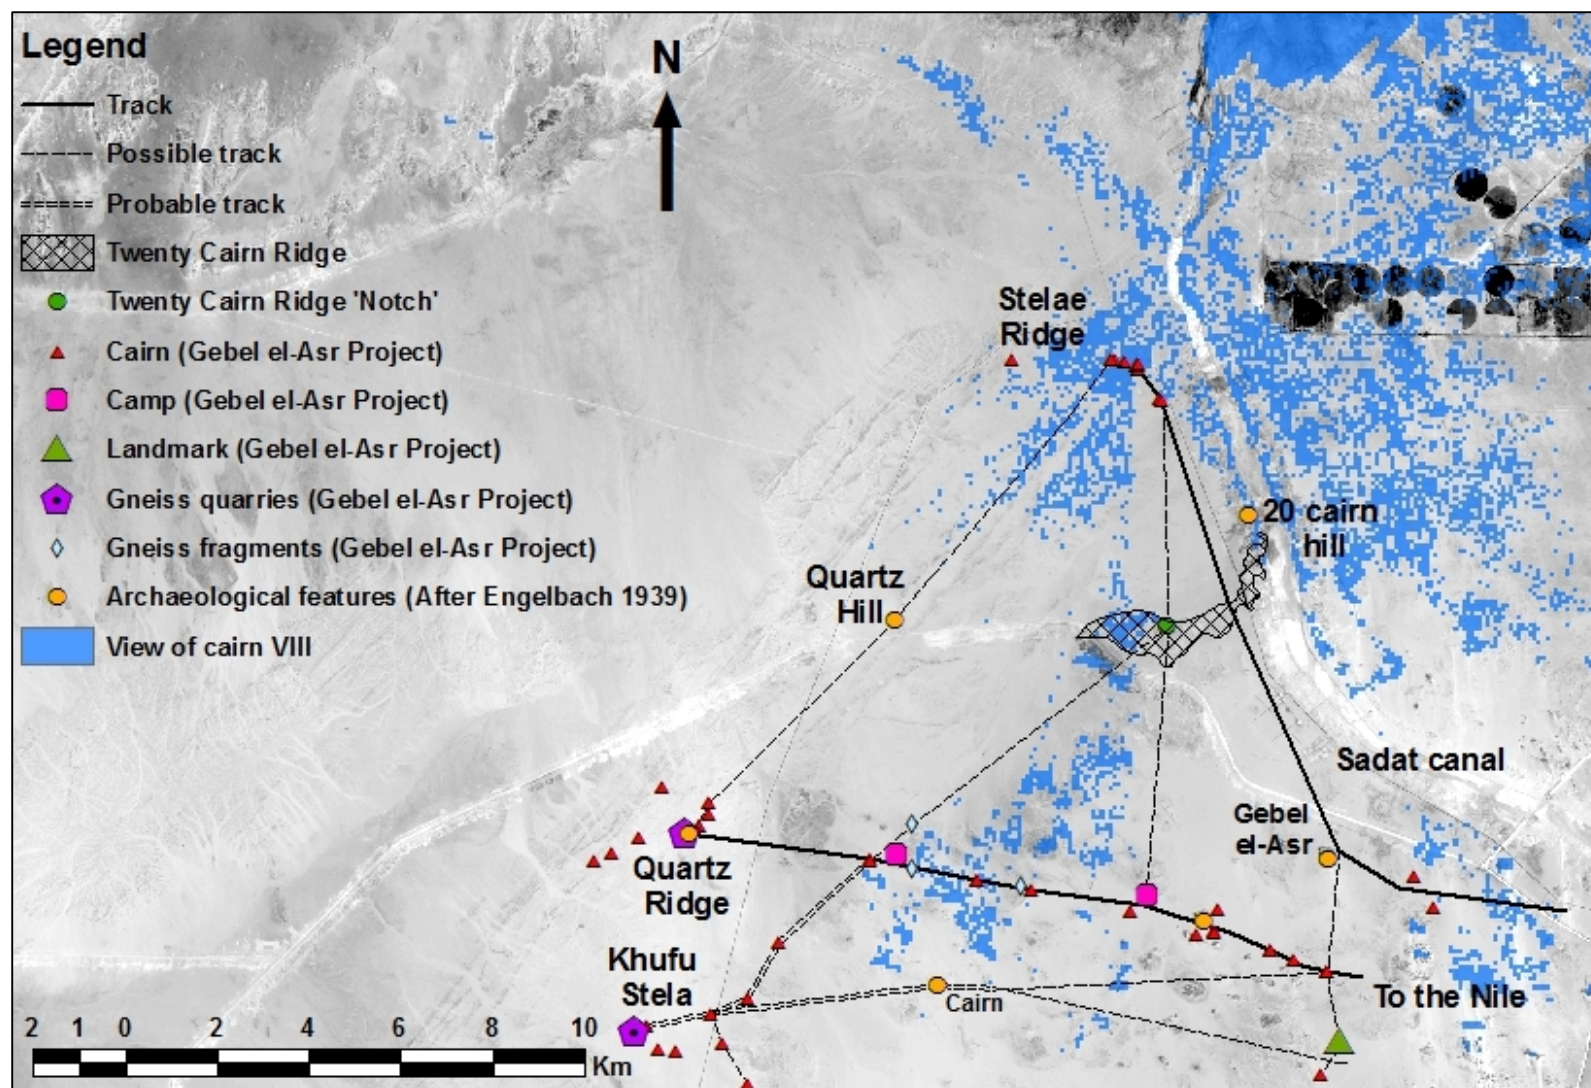 Legend
Track
Possible track
Probable track
Twenty Cairn Ridge
Twenty Cairn Ridge 'Notch'
Cairn (Gebel el-Asr Project)
Camp (Gebel el-Asr Project)
Landmark (Gebel el-Asr Project)
Gneiss quarries (Gebel el-Asr Project)
Gneiss fragments (Gebel el-Asr Project)
Archaeological features (After Engelbach 1939)
View of cairn VIII
N
Stelae
Ridge
20 cairn
hill
Quartz
Hill
Sadat canal
Gebel
el-Asr
Quartz
Ridge
Khufu
Stela
Cairn
To the Nile
2 1 0 2 4 6 8 10
Km